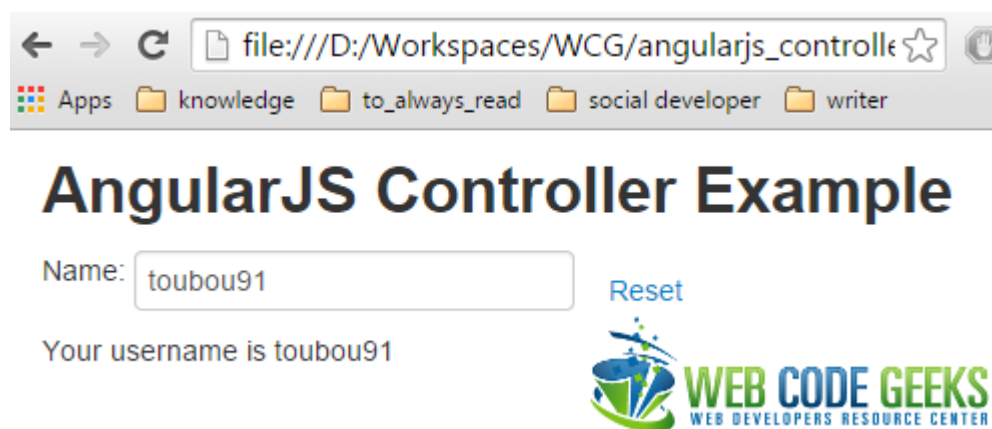 file:///D:/Workspaces/WCG/angularjs_controlle
Apps knowledge to_always_read social developer writer
AngularJS Controller Example
Name: toubou91
Reset
Your username is toubou91
WEB CODE GEEKS
WEB DEVELOPERS RESOURCE CENTER